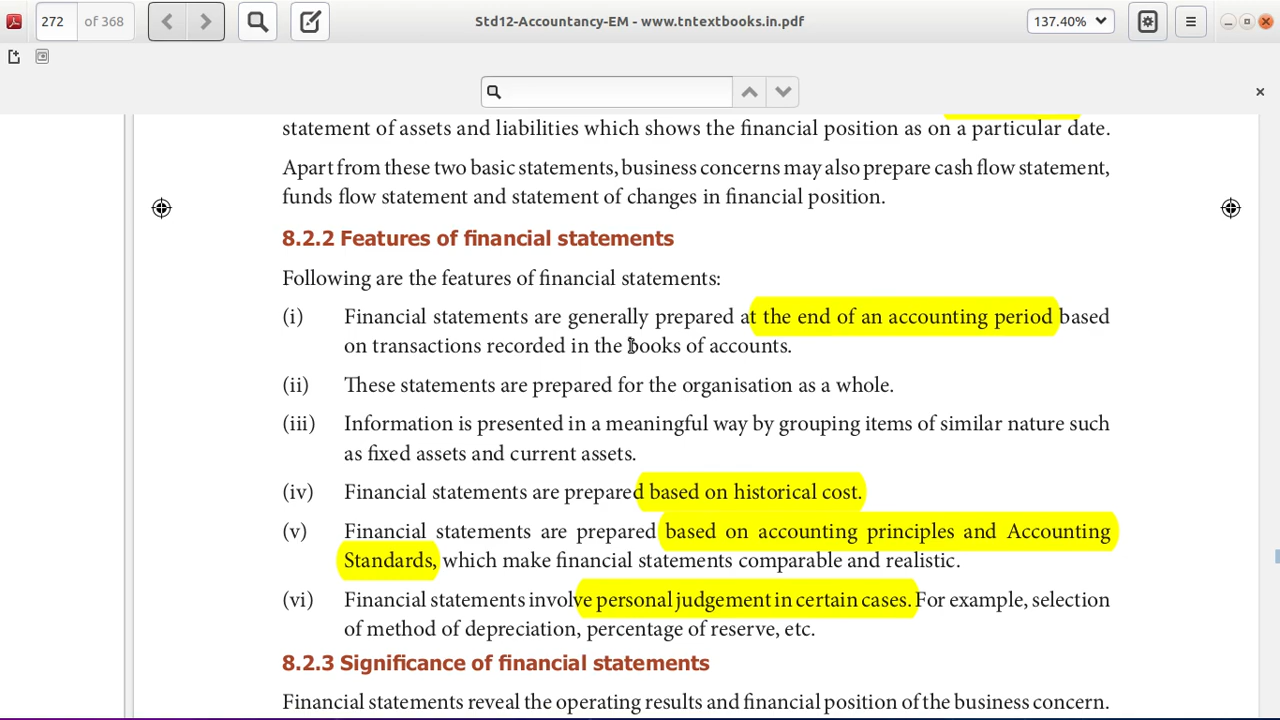 272 of 368
Std12-Accountancy-EM - www.tntextbooks.in.pdf
137.40%
statement of assets and liabilities which shows the financial position as on a particular date.
Apart from these two basic statements, business concerns may also prepare cash flow statement,
funds flow statement and statement of changes in financial position.
8.2.2 Features of financial statements
Following are the features of financial statements:
(i) Financial statements are generally prepared at the end of an accounting period based
on transactions recorded in the books of accounts.
(ii) These statements are prepared for the organisation as a whole.
(iii) Information is presented in a meaningful way by grouping items of similar nature such
as fixed assets and current assets.
(iv) Financial statements are prepared based on historical cost.
(v) Financial statements are prepared based on accounting principles and Accounting
Standards, which make financial statements comparable and realistic.
(vi) Financial statements involve personal judgement in certain cases. For example, selection
of method of depreciation, percentage of reserve, etc.
8.2.3 Significance of financial statements
Financial statements reveal the operating results and financial position of the business concern.